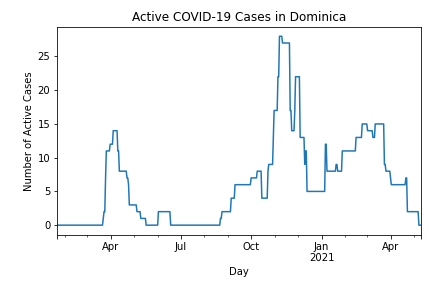 Active COVID-19 Cases in Dominica
Number of Active Cases
25
20
15
10
5
0
Apr
Jul
Oct
Jan
2021
Apr
Day